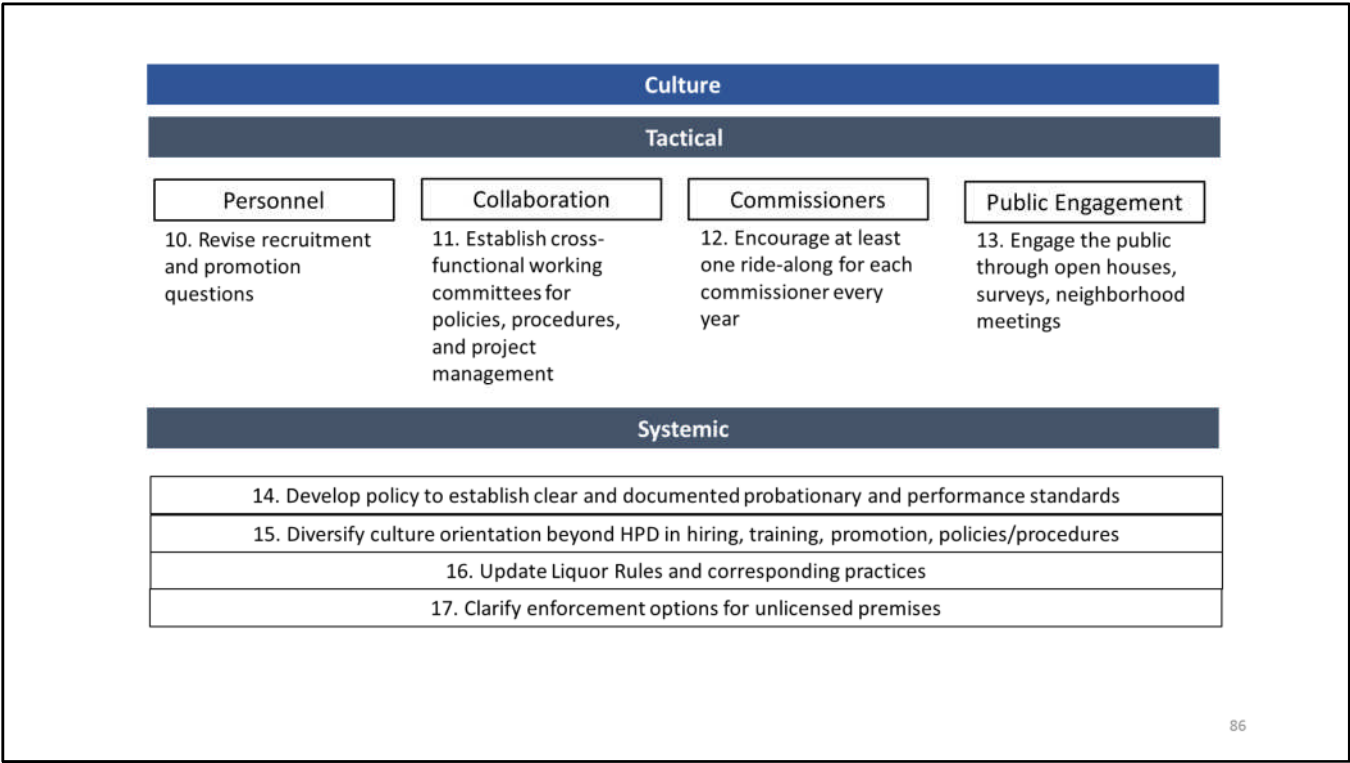 Culture
Tactical
Personnel
10. Revise recruitment
and promotion
questions
Collaboration
11. Establish cross-
functional working
committees for
policies, procedures,
and project
management
Commissioners
12. Encourage at least
one ride-along for each
commissioner every
year
Public Engagement
13. Engage the public
through open houses,
surveys, neighborhood
meetings
Systemic
14. Develop policy to establish clear and documented probationary and performance standards
15. Diversify culture orientation beyond HPD in hiring, training, promotion, policies/procedures
16. Update Liquor Rules and corresponding practices
17. Clarify enforcement options for unlicensed premises
86